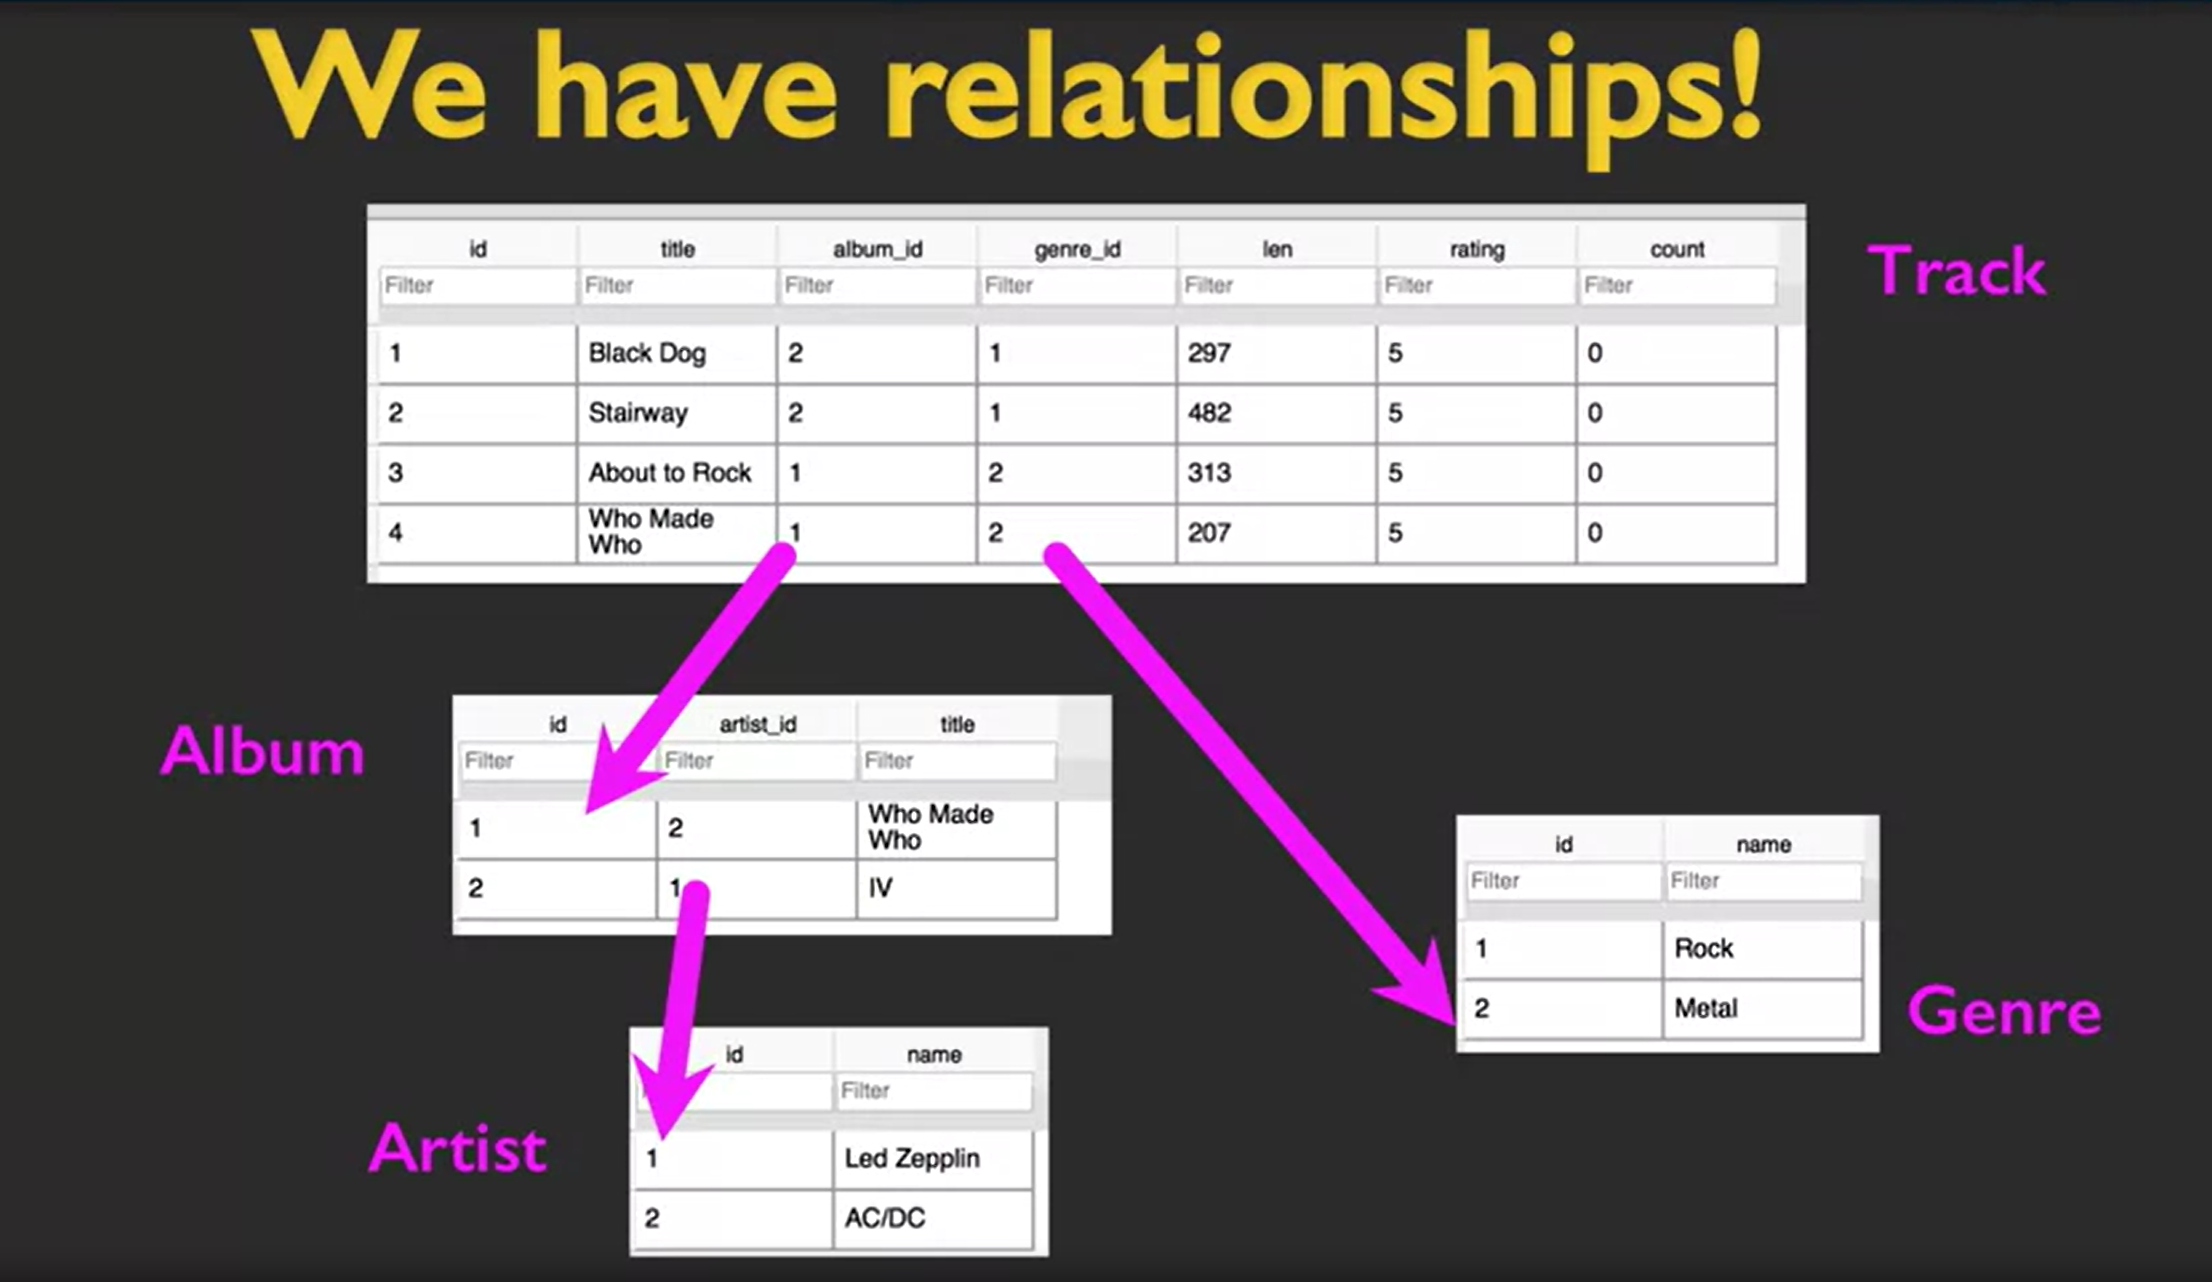 We have relationships!
id title album_id genre_id len rating count
Filter Filter Filter Filter Filter Filter Filter
Track
1 Black Dog 2 1 297 5 0
2 Stairway 2 1 482 5 0
3 About to Rock 1 2 313 5 0
4 Who Made Who 1 2 207 5 0
Album
id artist_id title
Filter Filter Filter
1 2 Who Made Who
2 1 IV
id name
Filter Filter
1 Rock
2 Metal
Genre
Artist
id name
Filter
1 Led Zepplin
2 AC/DC